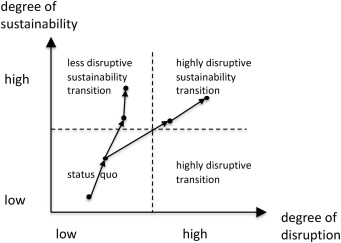 degree of
sustainability
less disruptive
sustainability
transition
highly disruptive
sustainability
transition
high
status quo
highly disruptive
transition
low
low
high
degree of
disruption